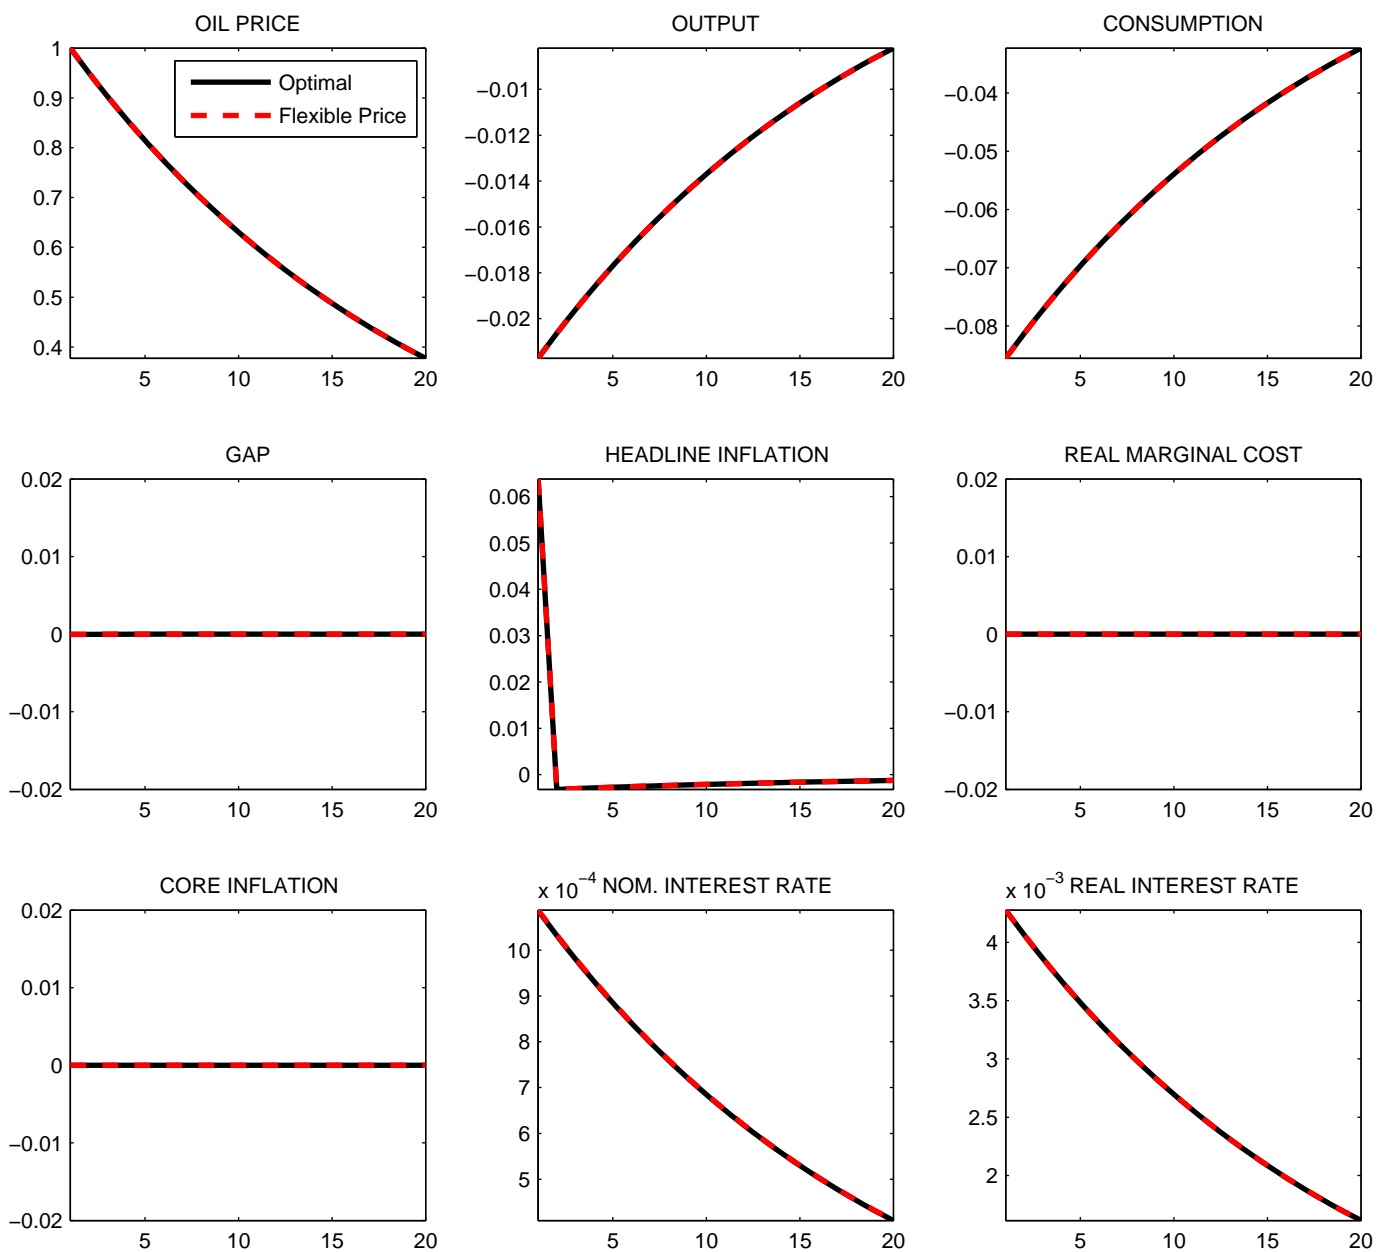 OIL PRICE
1
0.9
0.8
0.7
0.6
0.5
0.4
5 10 15 20
Optimal
Flexible Price
OUTPUT
−0.01
−0.012
−0.014
−0.016
−0.018
−0.02
5 10 15 20
CONSUMPTION
−0.04
−0.05
−0.06
−0.07
−0.08
5 10 15 20
GAP
0.02
0.01
0
−0.01
−0.02
5 10 15 20
HEADLINE INFLATION
0.06
0.05
0.04
0.03
0.02
0.01
0
5 10 15 20
REAL MARGINAL COST
0.02
0.01
0
−0.01
−0.02
5 10 15 20
CORE INFLATION
0.02
0.01
0
−0.01
−0.02
5 10 15 20
x 10⁻⁴ NOM. INTEREST RATE
10
9
8
7
6
5
5 10 15 20
x 10⁻³ REAL INTEREST RATE
4
3.5
3
2.5
2
5 10 15 20